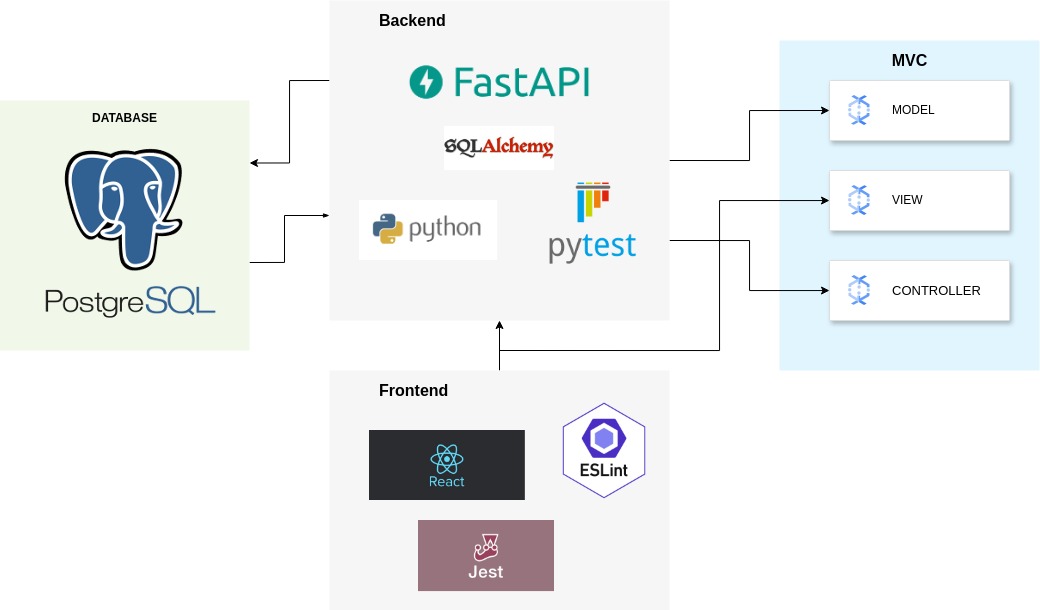 Backend
FastAPI
SQLAlchemy
python
pytest
DATABASE
PostgreSQL
MVC
MODEL
VIEW
CONTROLLER
Frontend
React
ESLint
Jest